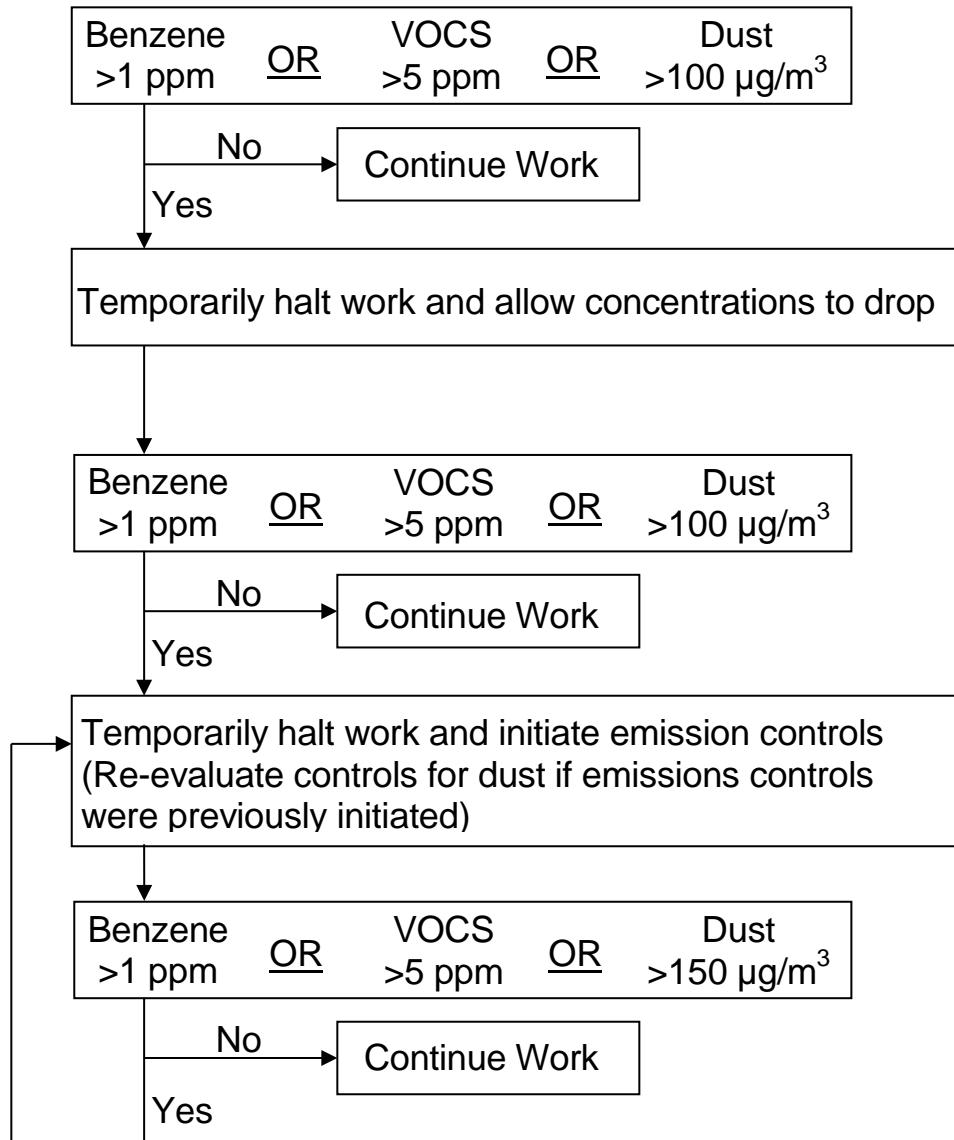 Benzene OR VOCS OR Dust
>1 ppm >5 ppm >100 µg/m³
No
Continue Work
Yes
Temporarily halt work and allow concentrations to drop
Benzene OR VOCS OR Dust
>1 ppm >5 ppm >100 µg/m³
No
Continue Work
Yes
Temporarily halt work and initiate emission controls
(Re-evaluate controls for dust if emissions controls
were previously initiated)
Benzene OR VOCS OR Dust
>1 ppm >5 ppm >150 µg/m³
No
Continue Work
Yes